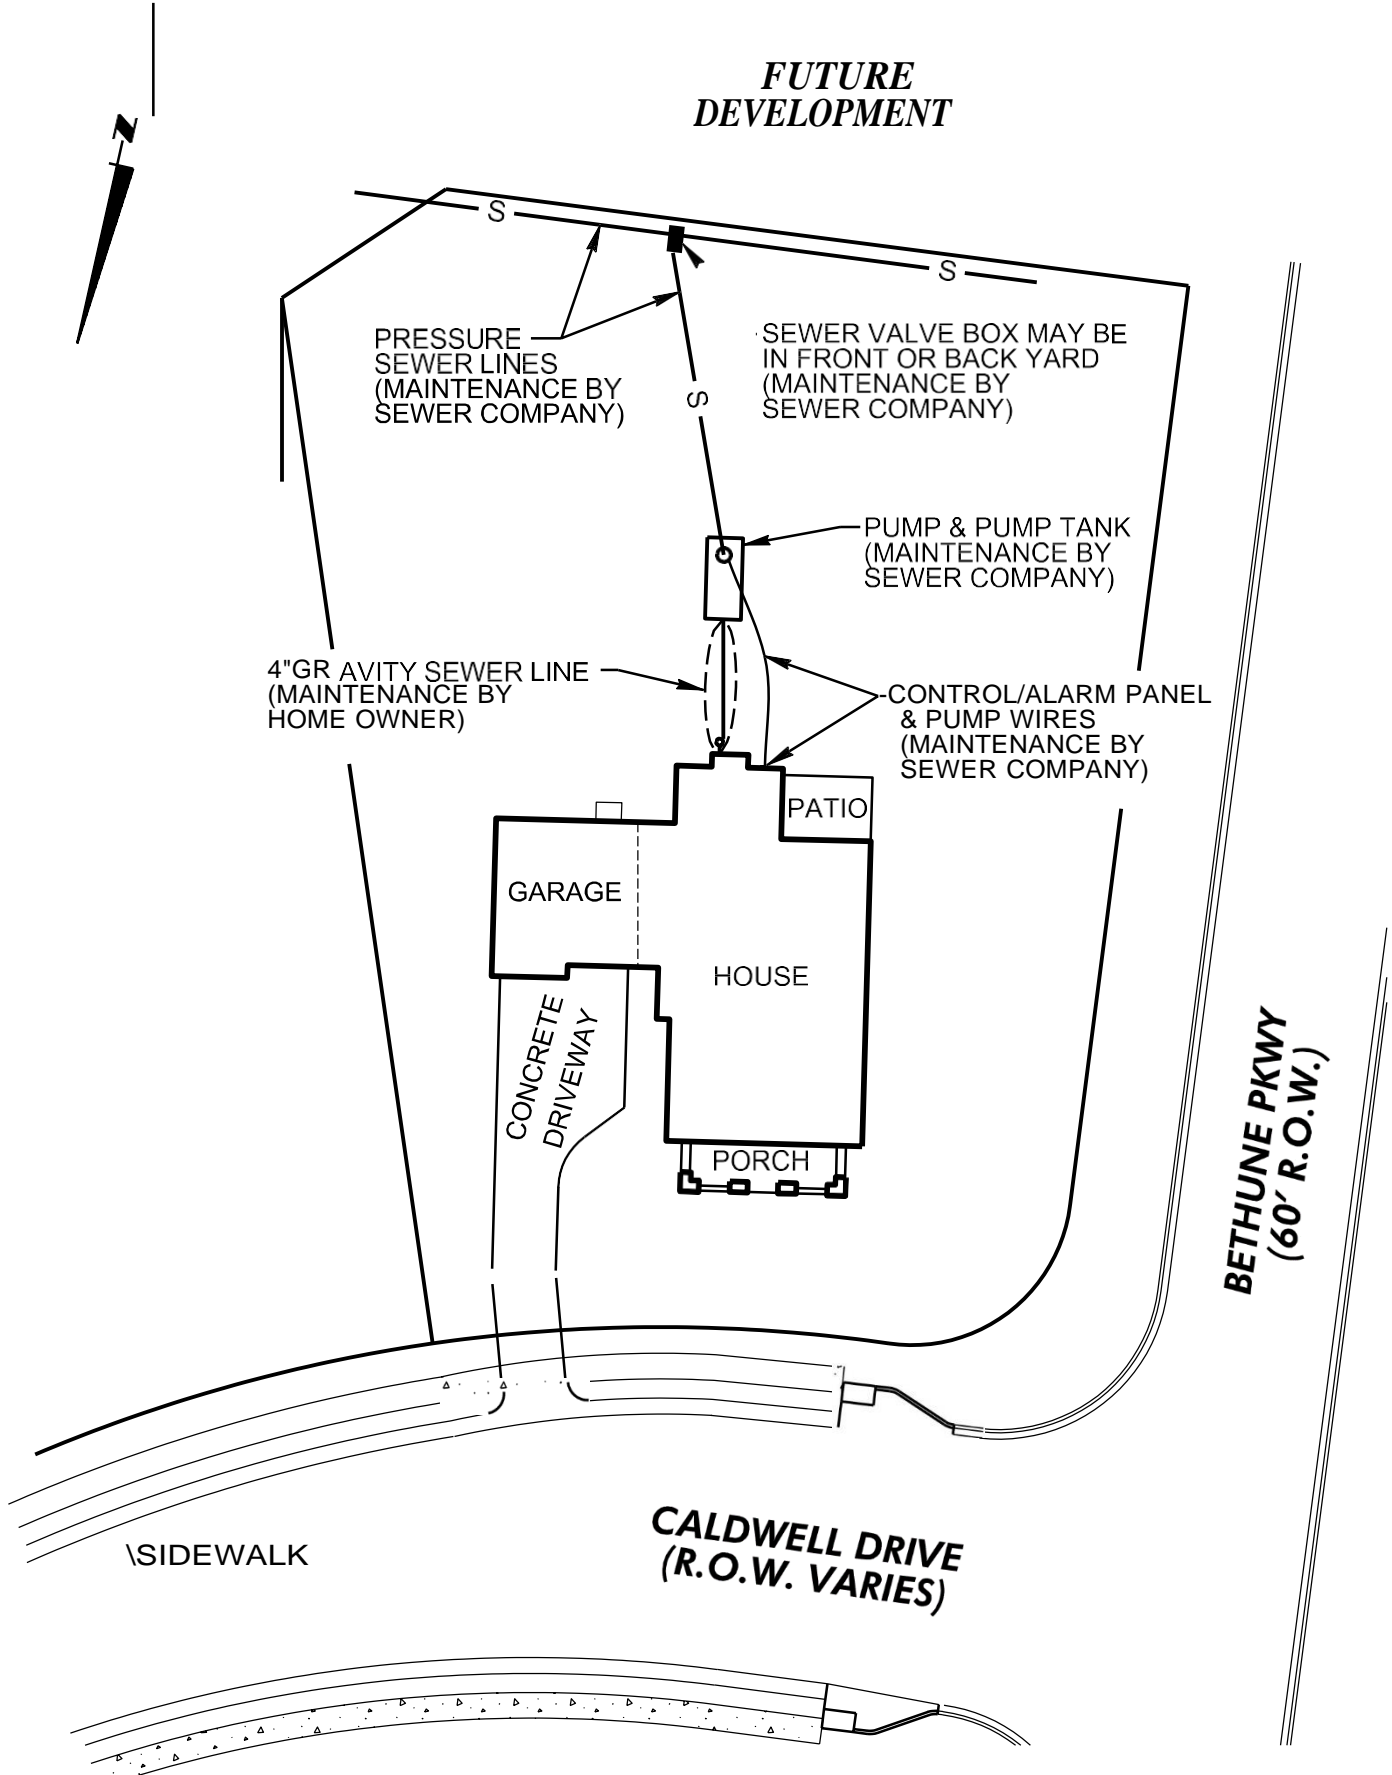 FUTURE
DEVELOPMENT
N
S
S
PRESSURE
SEWER LINES
(MAINTENANCE BY
SEWER COMPANY)
SEWER VALVE BOX MAY BE
IN FRONT OR BACK YARD
(MAINTENANCE BY
SEWER COMPANY)
S
PUMP & PUMP TANK
(MAINTENANCE BY
SEWER COMPANY)
4"GR AVITY SEWER LINE
(MAINTENANCE BY
HOME OWNER)
CONTROL/ALARM PANEL
& PUMP WIRES
(MAINTENANCE BY
SEWER COMPANY)
PATIO
GARAGE
HOUSE
CONCRETE
DRIVEWAY
PORCH
BETHUNE PKWY
(60' R.O.W.)
CALDWELL DRIVE
(R.O.W. VARIES)
\SIDEWALK